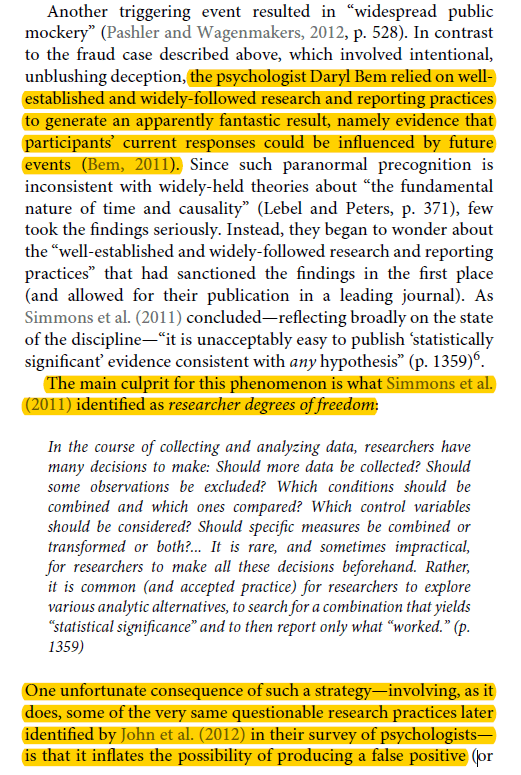 Another triggering event resulted in “widespread public
mockery” (Pashler and Wagenmakers, 2012, p. 528). In contrast
to the fraud case described above, which involved intentional,
unblushing deception, the psychologist Daryl Bem relied on well-
established and widely-followed research and reporting practices
to generate an apparently fantastic result, namely evidence that
participants’ current responses could be influenced by future
events (Bem, 2011). Since such paranormal precognition is
inconsistent with widely-held theories about “the fundamental
nature of time and causality” (Lebel and Peters, p. 371), few
took the findings seriously. Instead, they began to wonder about
the “well-established and widely-followed research and reporting
practices” that had sanctioned the findings in the first place
(and allowed for their publication in a leading journal). As
Simmons et al. (2011) concluded—reflecting broadly on the state
of the discipline—“it is unacceptably easy to publish ‘statistically
significant’ evidence consistent with any hypothesis” (p. 1359)6.
The main culprit for this phenomenon is what Simmons et al.
(2011) identified as researcher degrees of freedom:
In the course of collecting and analyzing data, researchers have
many decisions to make: Should more data be collected? Should
some observations be excluded? Which conditions should be
combined and which ones compared? Which control variables
should be considered? Should specific measures be combined or
transformed or both?... It is rare, and sometimes impractical,
for researchers to make all these decisions beforehand. Rather,
it is common (and accepted practice) for researchers to explore
various analytic alternatives, to search for a combination that yields
“statistical significance” and to then report only what “worked.” (p.
1359)
One unfortunate consequence of such a strategy—involving, as it
does, some of the very same questionable research practices later
identified by John et al. (2012) in their survey of psychologists—
is that it inflates the possibility of producing a false positive (or